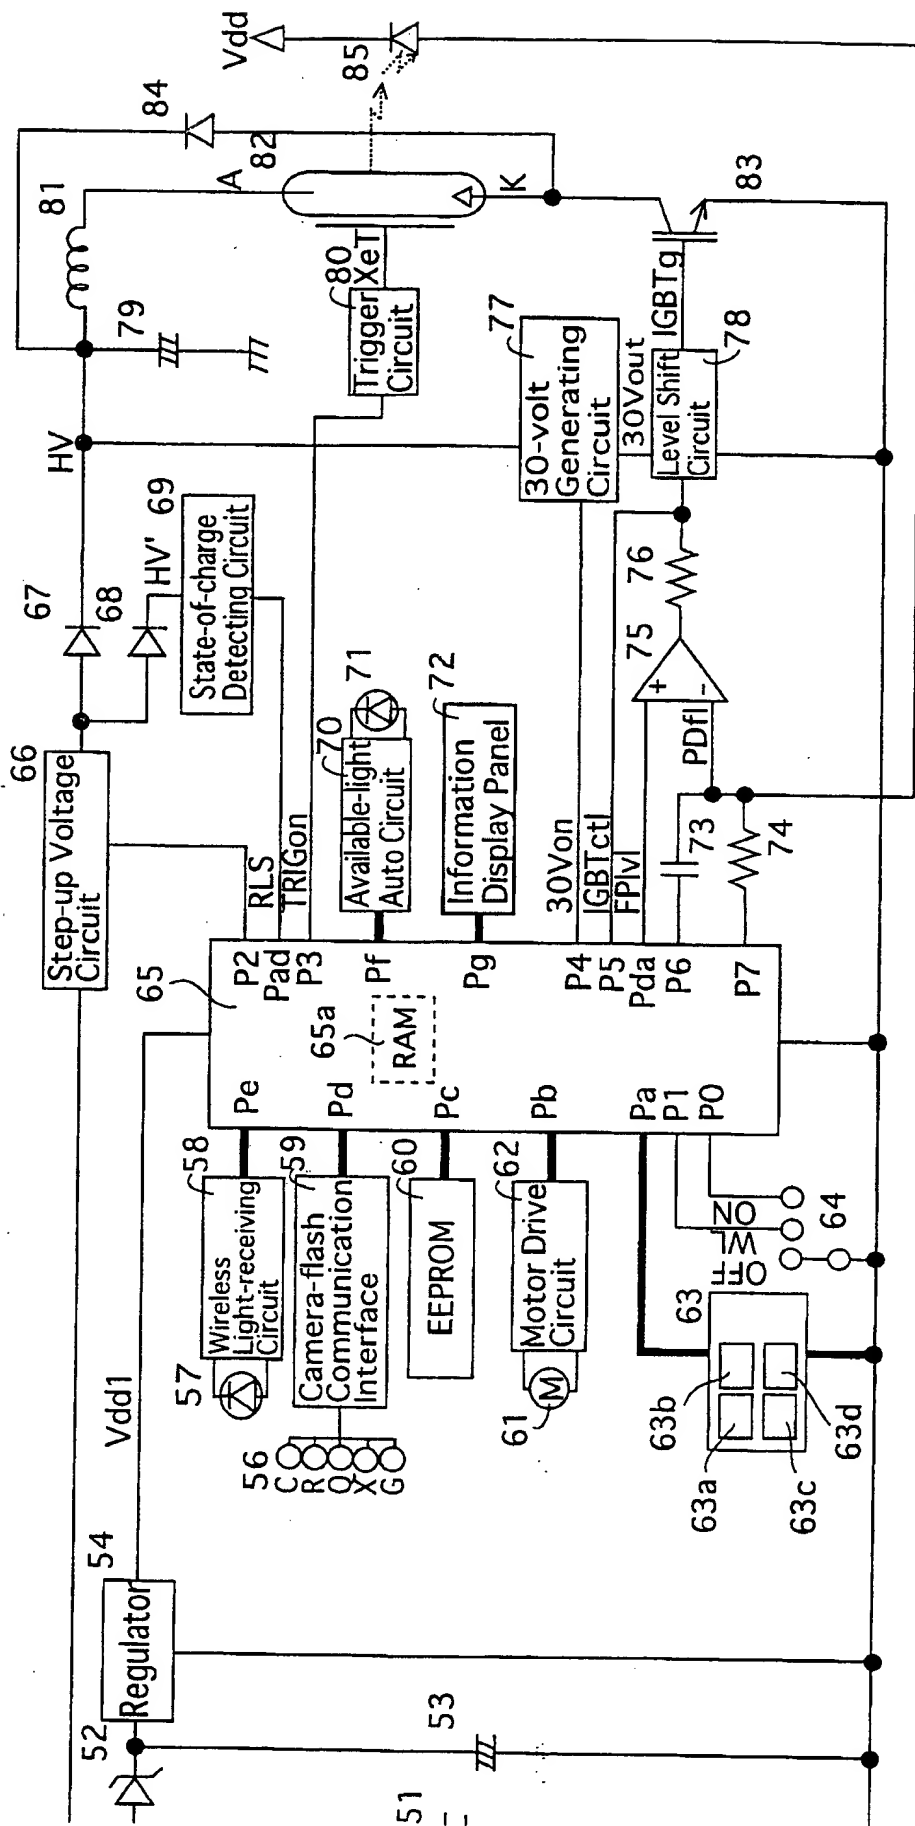 51
52
53
Regulator
54
Vdd1
56
C
R
Q
X
G
57
Wireless
Light-receiving
Circuit
58
Camera-flash
Communication
Interface
59
EEPROM
60
61
M
Motor Drive
Circuit
62
63
63a
63b
63c
63d
OFF
WL
ON
64
65
65a
RAM
Pe
Pd
Pc
Pb
Pa
P1
P0
P2
Pad
P3
Pf
Pg
P4
P5
Pda
P6
P7
Step-up Voltage
Circuit
66
67
68
HV'
69
State-of-charge
Detecting Circuit
RLS
TRIGon
Available-light
Auto Circuit
70
71
Information
Display Panel
72
30Von
IGBTctl
FPlvl
73
74
PDfl
+
-
75
76
HV
30-volt
Generating
Circuit
77
30Vout
Level Shift
Circuit
78
IGBTg
79
Trigger
Circuit
80
XeT
81
A
82
K
83
84
85
Vdd